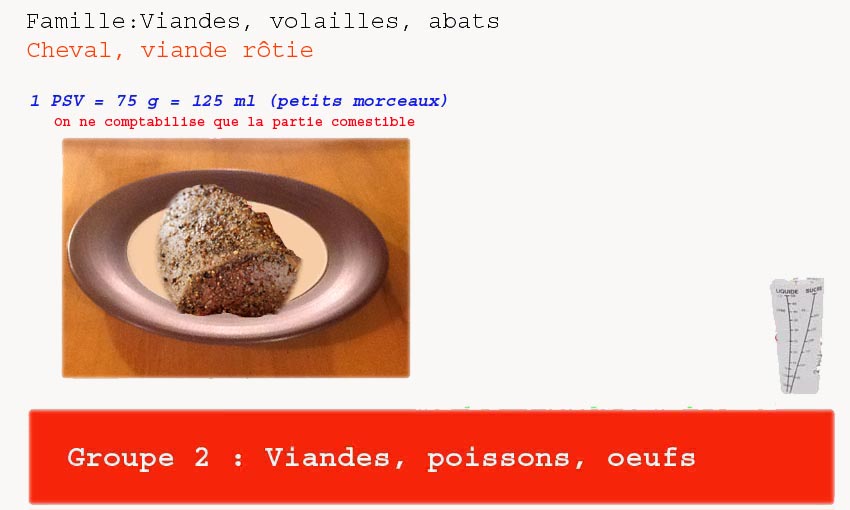 Famille:Viandes, volailles, abats
Cheval, viande rôtie
1 PSV = 75 g = 125 ml (petits morceaux)
On ne comptabilise que la partie comestible
LIQUIDE SUCRE
Groupe 2 : Viandes, poissons, oeufs